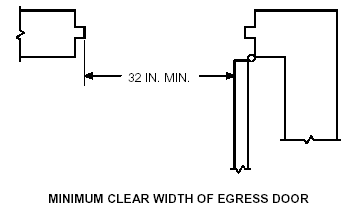 32 IN. MIN.
MINIMUM CLEAR WIDTH OF EGRESS DOOR